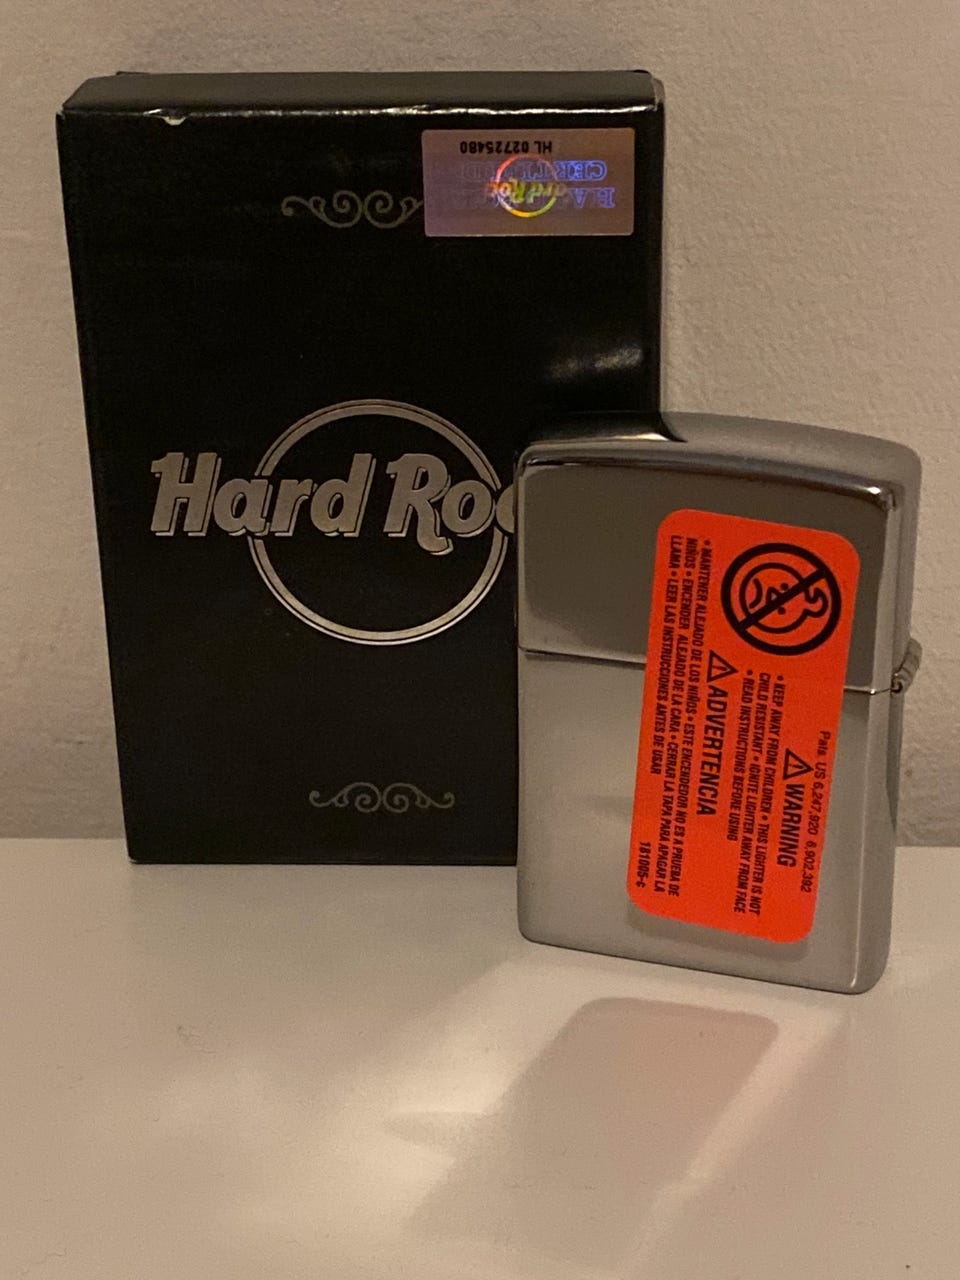 HL 02725480
CERTIFIED
Hard Roc
Pats. US 6,247,920 6,902,392
WARNING
• KEEP AWAY FROM CHILDREN • THIS LIGHTER IS NOT
CHILD RESISTANT • IGNITE LIGHTER AWAY FROM FACE
• READ INSTRUCTIONS BEFORE USING
ADVERTENCIA
• MANTENER ALEJADO DE LOS NIÑOS • ESTE ENCENDEDOR NO ES A PRUEBA DE
NIÑOS • ENCENDER ALEJADO DE LA CARA • CERRAR LA TAPA PARA APAGAR LA
LLAMA • LEER LAS INSTRUCCIONES ANTES DE USAR
181005-c